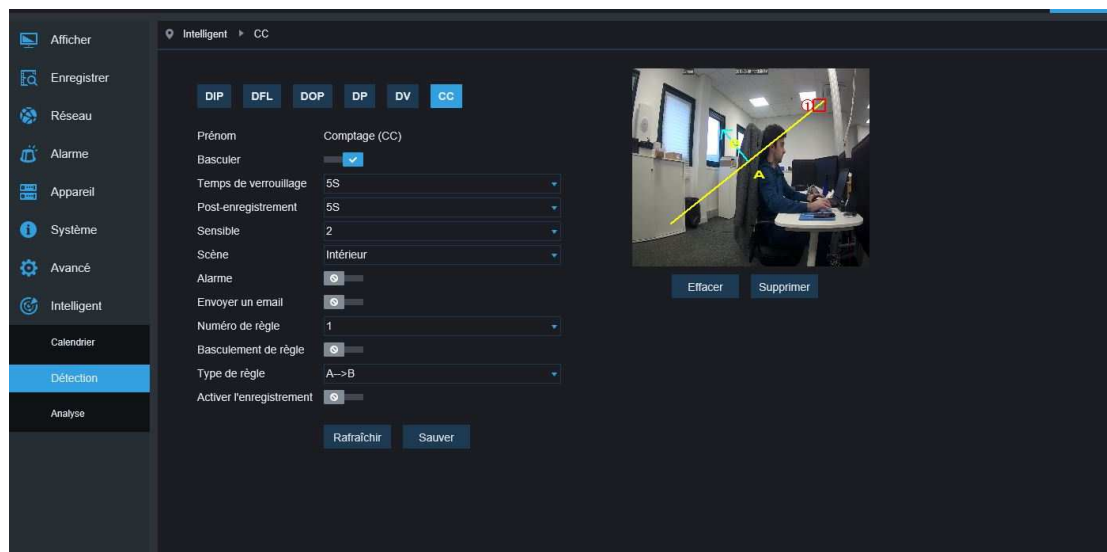 Intelligent CC
Afficher
Enregistrer
Réseau
Alarme
Appareil
Système
Avancé
Intelligent
Calendrier
Détection
Analyse
DIP DFL DOP DP DV CC
Prénom Comptage (CC)
Basculer
Temps de verrouillage 5S
Post-enregistrement 5S
Sensible 2
Scène Intérieur
Alarme
Envoyer un email
Numéro de règle 1
Basculement de règle
Type de règle A-->B
Activer l'enregistrement
Rafraîchir Sauver
1
A
Effacer Supprimer